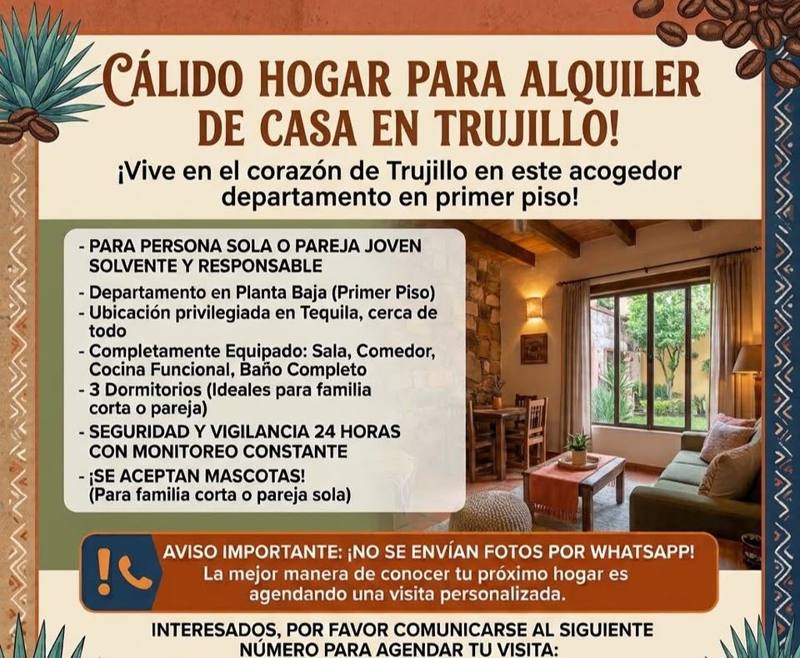 CÁLIDO HOGAR PARA ALQUILER
DE CASA EN TRUJILLO!
¡Vive en el corazón de Trujillo en este acogedor
departamento en primer piso!
- PARA PERSONA SOLA O PAREJA JOVEN
SOLVENTE Y RESPONSABLE
- Departamento en Planta Baja (Primer Piso)
- Ubicación privilegiada en Tequila, cerca de
todo
- Completamente Equipado: Sala, Comedor,
Cocina Funcional, Baño Completo
- 3 Dormitorios (Ideales para familia
corta o pareja)
- SEGURIDAD Y VIGILANCIA 24 HORAS
CON MONITOREO CONSTANTE
- ¡SE ACEPTAN MASCOTAS!
(Para familia corta o pareja sola)
AVISO IMPORTANTE: ¡NO SE ENVÍAN FOTOS POR WHATSAPP!
La mejor manera de conocer tu próximo hogar es
agendando una visita personalizada.
INTERESADOS, POR FAVOR COMUNICARSE AL SIGUIENTE
NÚMERO PARA AGENDAR TU VISITA: